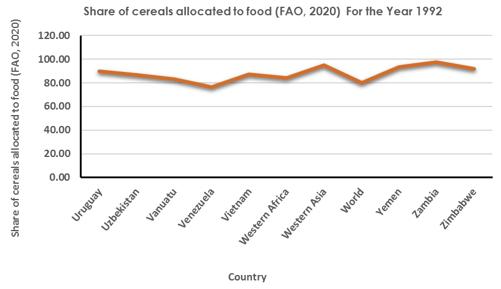 Share of cereals allocated to food (FAO, 2020)  For the Year 1992
Share of cereals allocated to food (FAO, 2020)
120.00
100.00
80.00
60.00
40.00
20.00
0.00
Uruguay
Uzbekistan
Vanuatu
Venezuela
Vietnam
Western Africa
Western Asia
World
Yemen
Zambia
Zimbabwe
Country